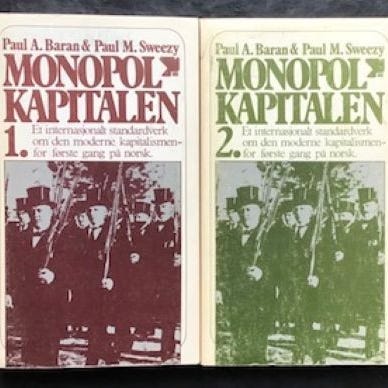 Paul A. Baran & Paul M. Sweezy
MONOPOL
KAPITALEN
1. Et internasjonalt standardverk
om den moderne kapitalismen-
for første gang på norsk.
Paul A. Baran & Paul M. Sweezy
MONOPOL
KAPITALEN
2. Et internasjonalt standardverk
om den moderne kapitalismen-
for første gang på norsk.